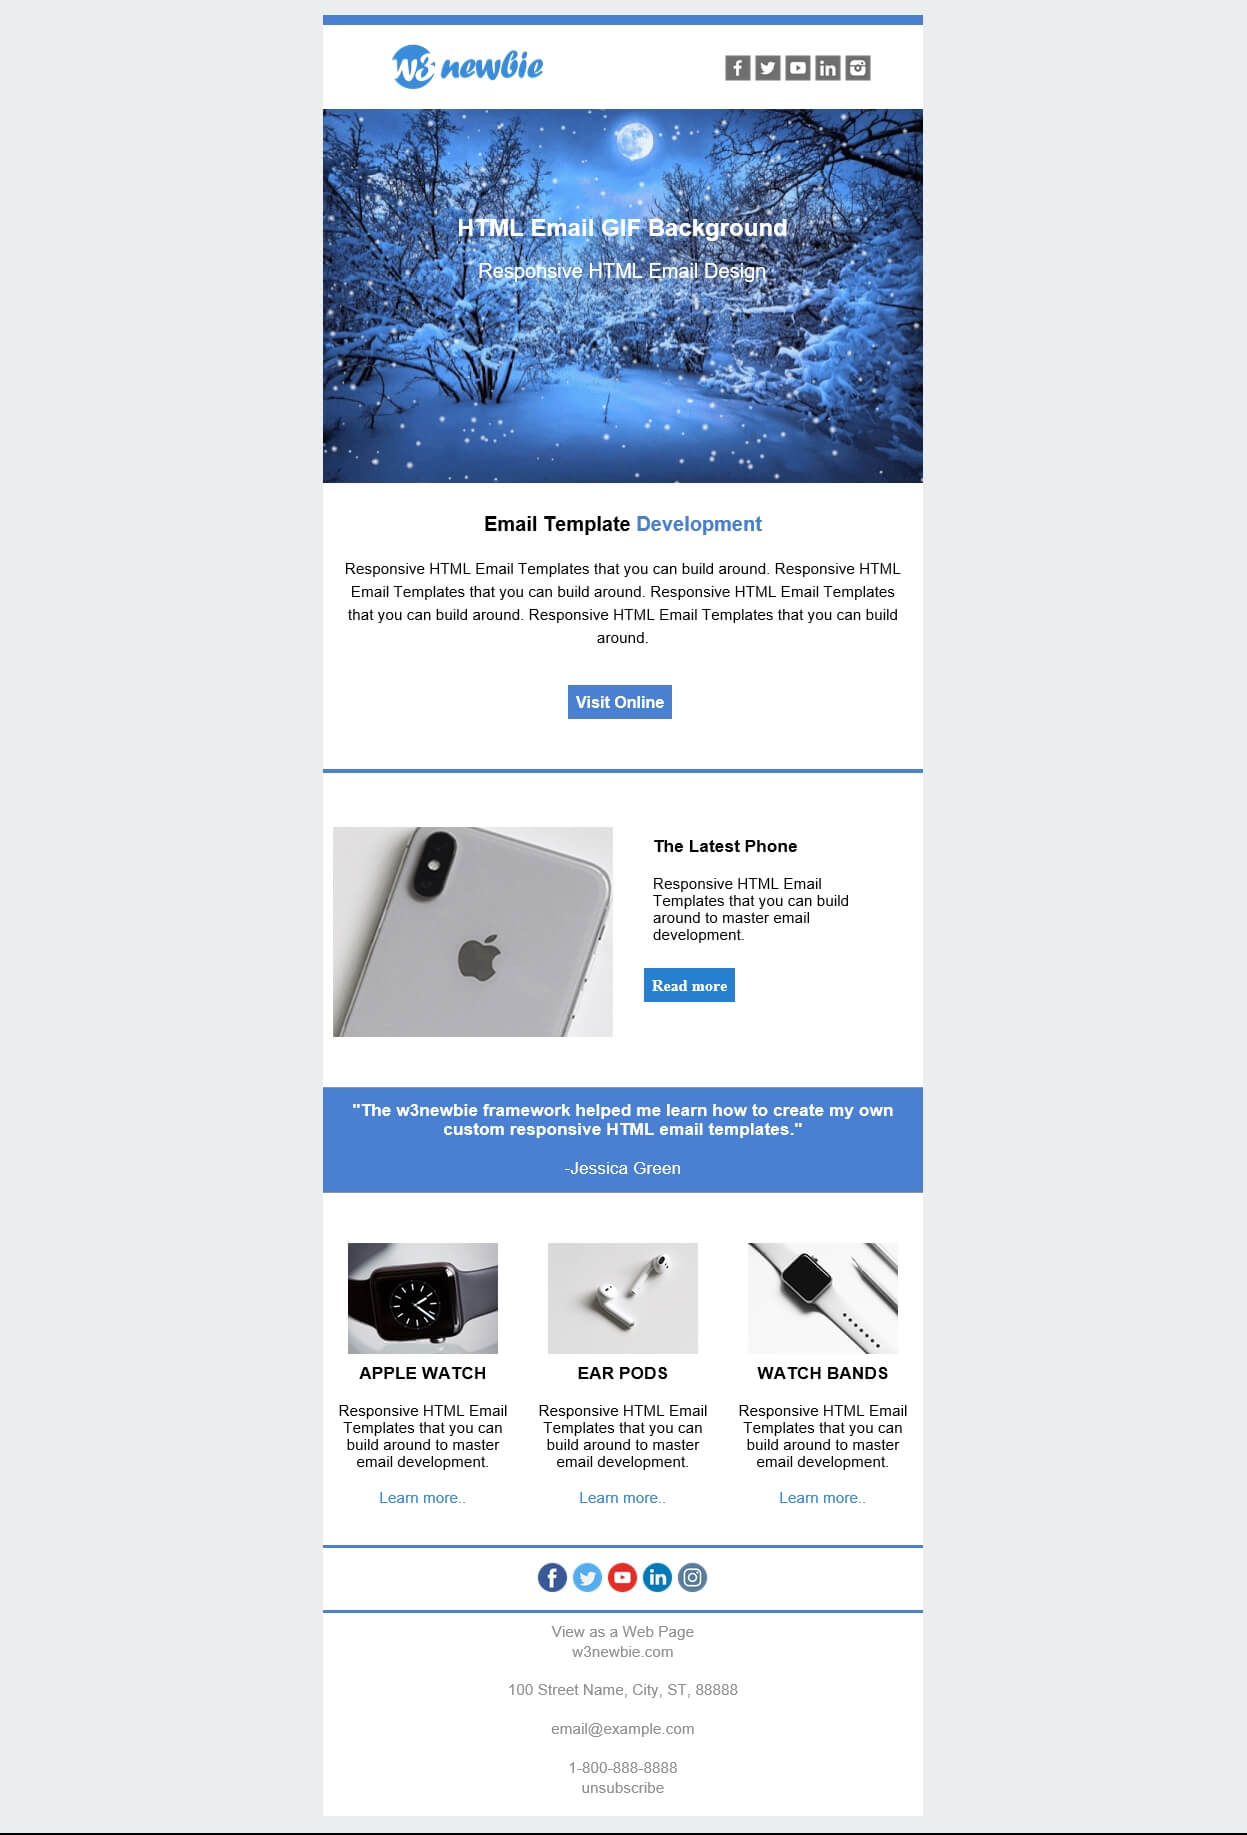 W3 newbie
HTML Email GIF Background
Responsive HTML Email Design
Email Template Development
Responsive HTML Email Templates that you can build around. Responsive HTML
Email Templates that you can build around. Responsive HTML Email Templates
that you can build around. Responsive HTML Email Templates that you can build
around.
Visit Online
The Latest Phone
Responsive HTML Email
Templates that you can build
around to master email
development.
Read more
"The w3newbie framework helped me learn how to create my own
custom responsive HTML email templates."
-Jessica Green
APPLE WATCH
Responsive HTML Email
Templates that you can
build around to master
email development.
Learn more..
EAR PODS
Responsive HTML Email
Templates that you can
build around to master
email development.
Learn more..
WATCH BANDS
Responsive HTML Email
Templates that you can
build around to master
email development.
Learn more..
View as a Web Page
w3newbie.com
100 Street Name, City, ST, 88888
email@example.com
1-800-888-8888
unsubscribe